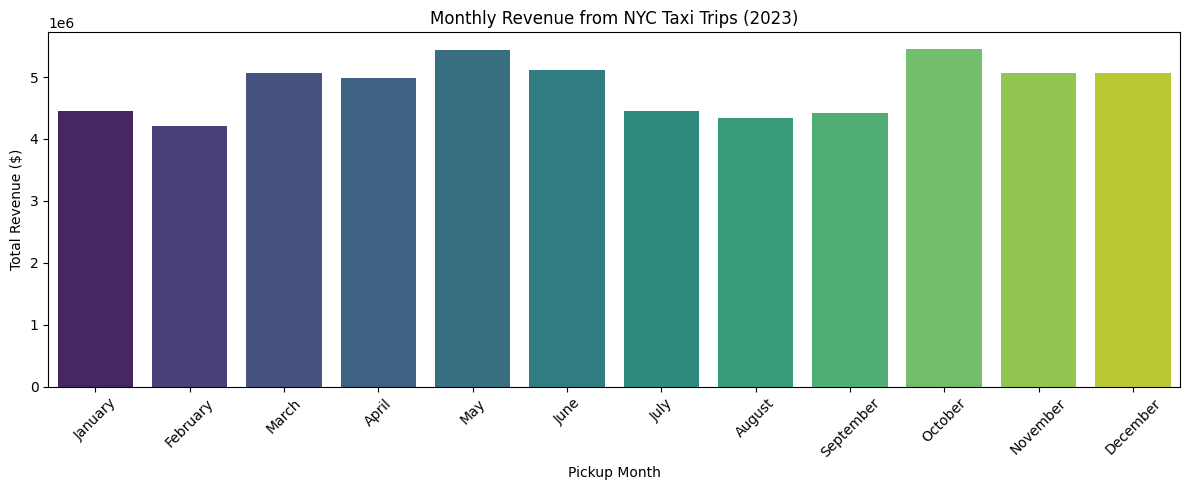 Monthly Revenue from NYC Taxi Trips (2023)
1e6
Total Revenue ($)
5
4
3
2
1
0
January February March April May June July August September October November December
Pickup Month